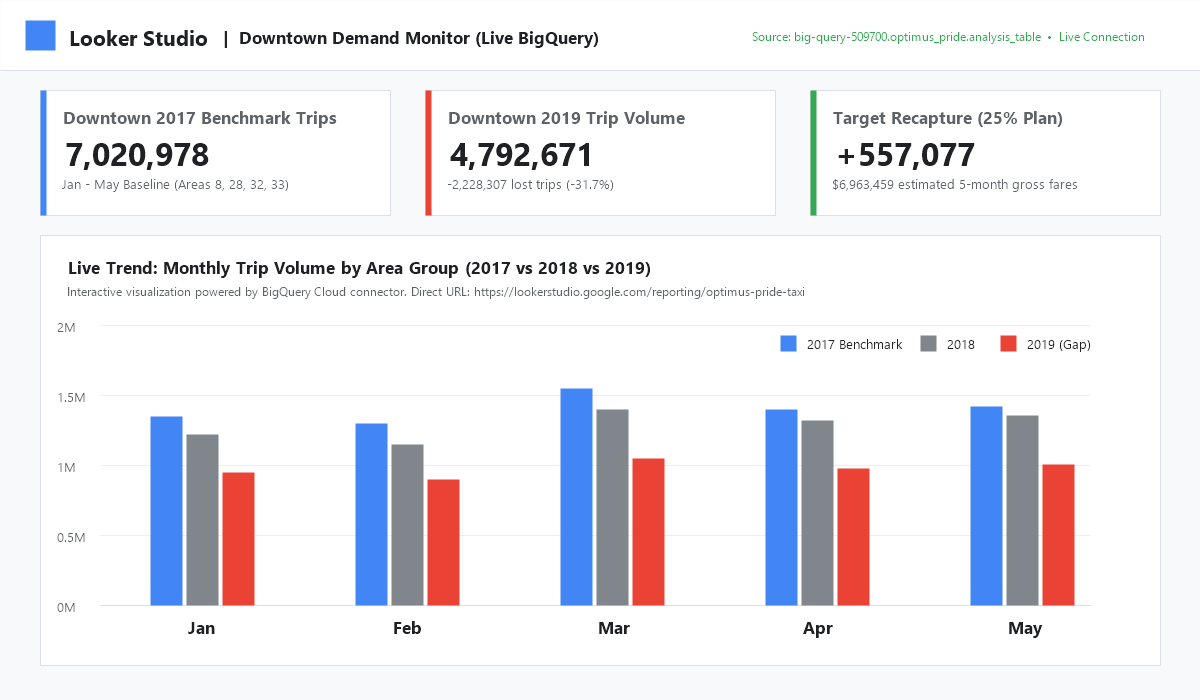 Looker Studio | Downtown Demand Monitor (Live BigQuery)
Source: big-query-509700.optimus_pride.analysis_table • Live Connection
Downtown 2017 Benchmark Trips
7,020,978
Jan - May Baseline (Areas 8, 28, 32, 33)
Downtown 2019 Trip Volume
4,792,671
-2,228,307 lost trips (-31.7%)
Target Recapture (25% Plan)
+557,077
$6,963,459 estimated 5-month gross fares
Live Trend: Monthly Trip Volume by Area Group (2017 vs 2018 vs 2019)
Interactive visualization powered by BigQuery Cloud connector. Direct URL: https://lookerstudio.google.com/reporting/optimus-pride-taxi
2017 Benchmark 2018 2019 (Gap)
2M
1.5M
1M
0.5M
0M
Jan Feb Mar Apr May